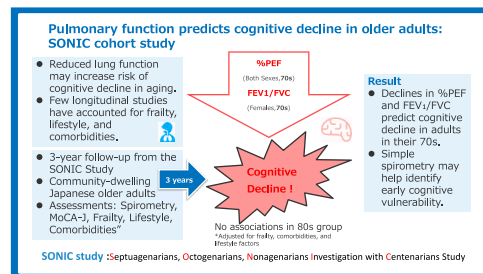 Pulmonary function predicts cognitive decline in older adults:
SONIC cohort study
● Reduced lung function
may increase risk of
cognitive decline in aging.
● Few longitudinal studies
have accounted for frailty,
lifestyle, and
comorbidities.
● 3-year follow-up from the
SONIC Study
● Community-dwelling
Japanese older adults
● Assessments: Spirometry,
MoCA-J, Frailty, Lifestyle,
Comorbidities”
3 years
%PEF
(Both Sexes,70s)
FEV1/FVC
(Females,70s)
Cognitive
Decline !
No associations in 80s group
*Adjusted for frailty, comorbidities, and
lifestyle factors
Result
● Declines in %PEF
and FEV₁/FVC
predict cognitive
decline in adults
in their 70s.
● Simple
spirometry may
help identify
early cognitive
vulnerability.
SONIC study :Septuagenarians, Octogenarians, Nonagenarians Investigation with Centenarians Study